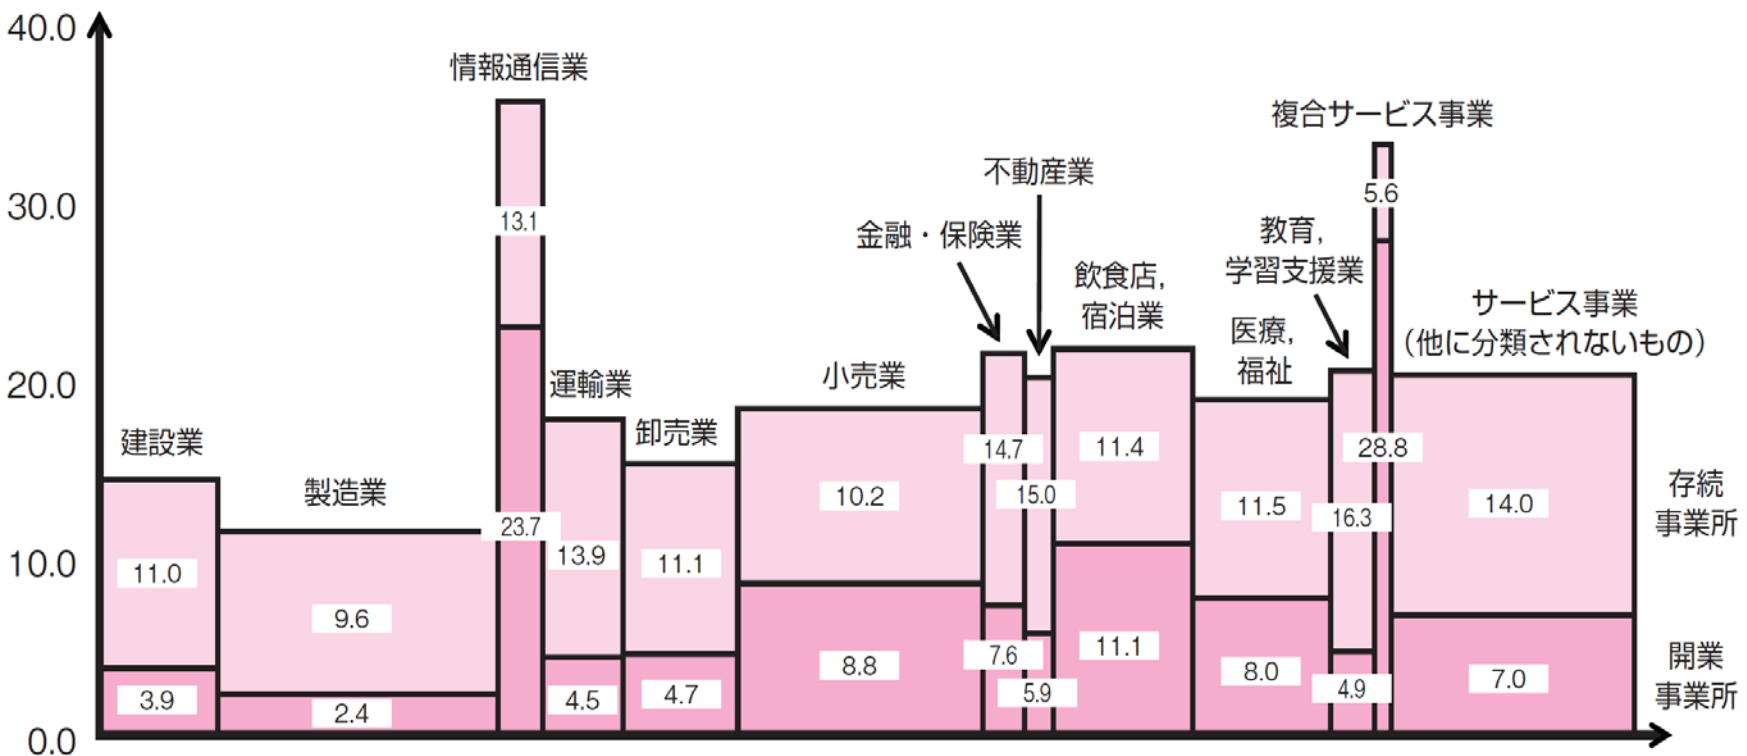 40.0
30.0
20.0
10.0
0.0
建設業
11.0
3.9
製造業
9.6
2.4
情報通信業
13.1
23.7
運輸業
13.9
4.5
卸売業
11.1
4.7
小売業
10.2
8.8
金融・保険業
14.7
7.6
不動産業
15.0
5.9
飲食店,
宿泊業
11.4
11.1
医療,
福祉
11.5
8.0
教育,
学習支援業
16.3
4.9
複合サービス事業
5.6
28.8
サービス事業
（他に分類されないもの）
14.0
7.0
存続
事業所
開業
事業所